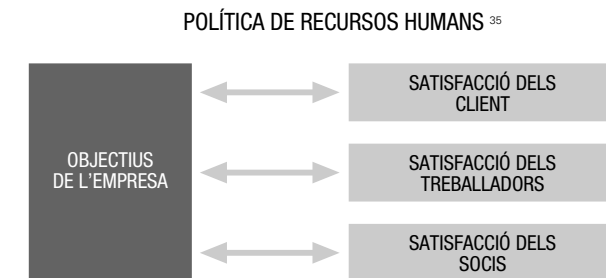 POLÍTICA DE RECURSOS HUMANS 35
SATISFACCIÓ DELS
CLIENT
OBJECTIUS
DE L'EMPRESA
SATISFACCIÓ DELS
TREBALLADORS
SATISFACCIÓ DELS
SOCIS